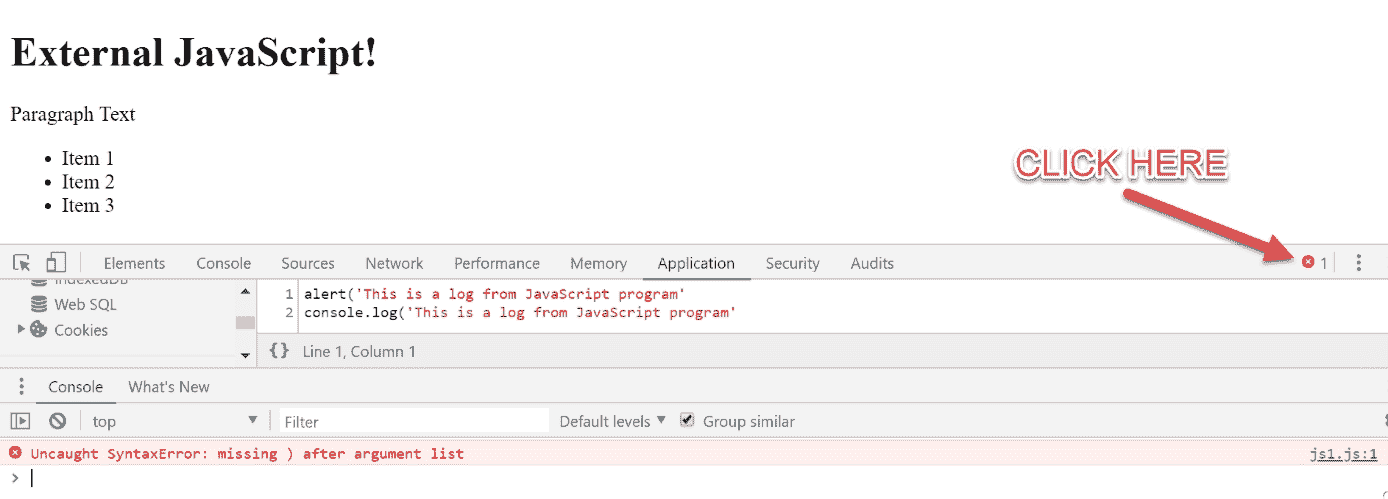 External JavaScript!
Paragraph Text
Item 1
Item 2
Item 3
CLICK HERE
Elements Console Sources Network Performance Memory Application Security Audits 1
IndexedDB
Web SQL
Cookies
1 alert('This is a log from JavaScript program'
2 console.log('This is a log from JavaScript program'
{} Line 1, Column 1
Console What's New
top Filter Default levels Group similar
Uncaught SyntaxError: missing ) after argument list js1.js:1
>